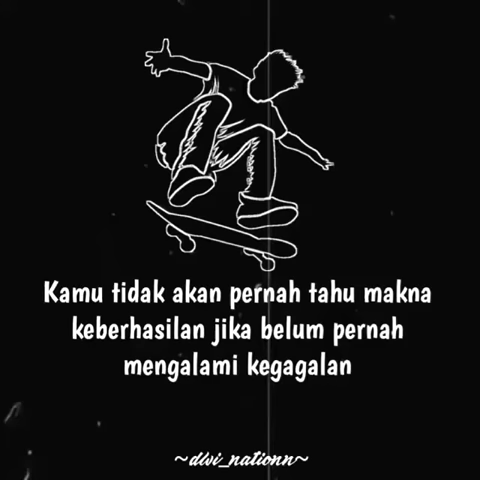 Kamu tidak akan pernah tahu makna
keberhasilan jika belum pernah
mengalami kegagalan
~dlvi_nationn~